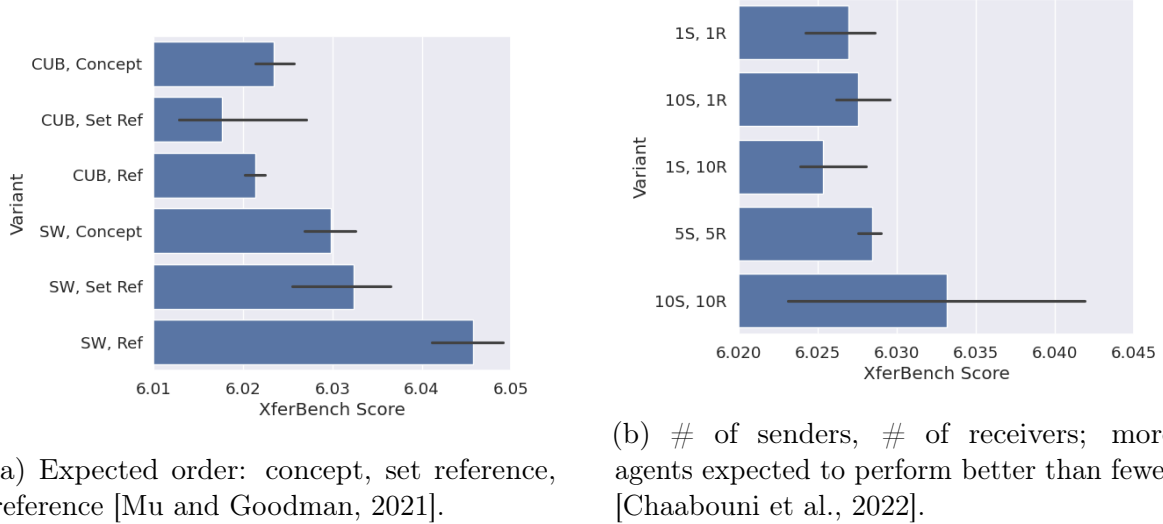 Variant
CUB, Concept
CUB, Set Ref
CUB, Ref
SW, Concept
SW, Set Ref
SW, Ref
6.01 6.02 6.03 6.04 6.05
XferBench Score
a) Expected order: concept, set reference,
reference [Mu and Goodman, 2021].
Variant
1S, 1R
10S, 1R
1S, 10R
5S, 5R
10S, 10R
6.020 6.025 6.030 6.035 6.040 6.045
XferBench Score
(b) # of senders, # of receivers; mor
agents expected to perform better than fewe
[Chaabouni et al., 2022].